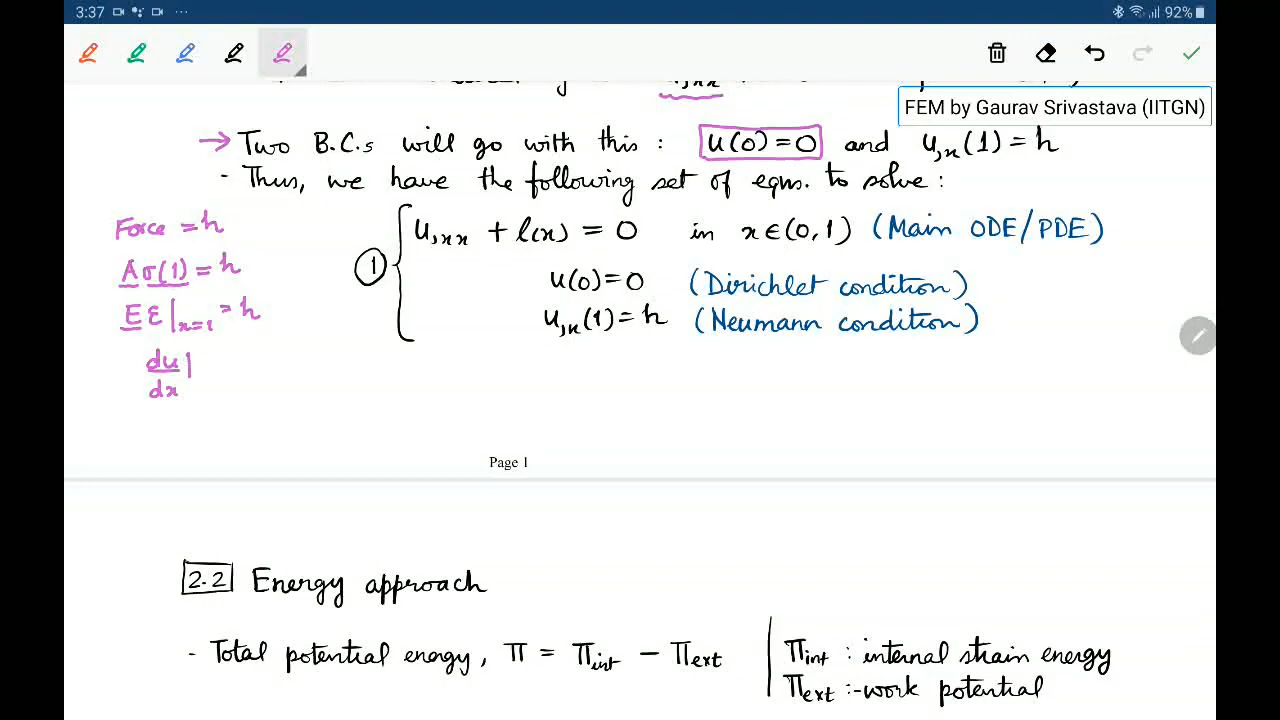 3:37
92%
FEM by Gaurav Srivastava (IITGN)
→ Two B.C.s will go with this : u(0) = 0 and u,x(1) = h
- Thus, we have the following set of eqns. to solve :
Force = h
Aσ(1) = h
Eε|x=1 = h
du/dx|
① { u,xx + l(x) = 0 in x∈(0,1) (Main ODE/PDE)
u(0) = 0 (Dirichlet condition)
u,x(1) = h (Neumann condition)
Page 1
2.2 Energy approach
- Total potential energy, Π = Πint − Πext
Πint : internal strain energy
Πext :-work potential